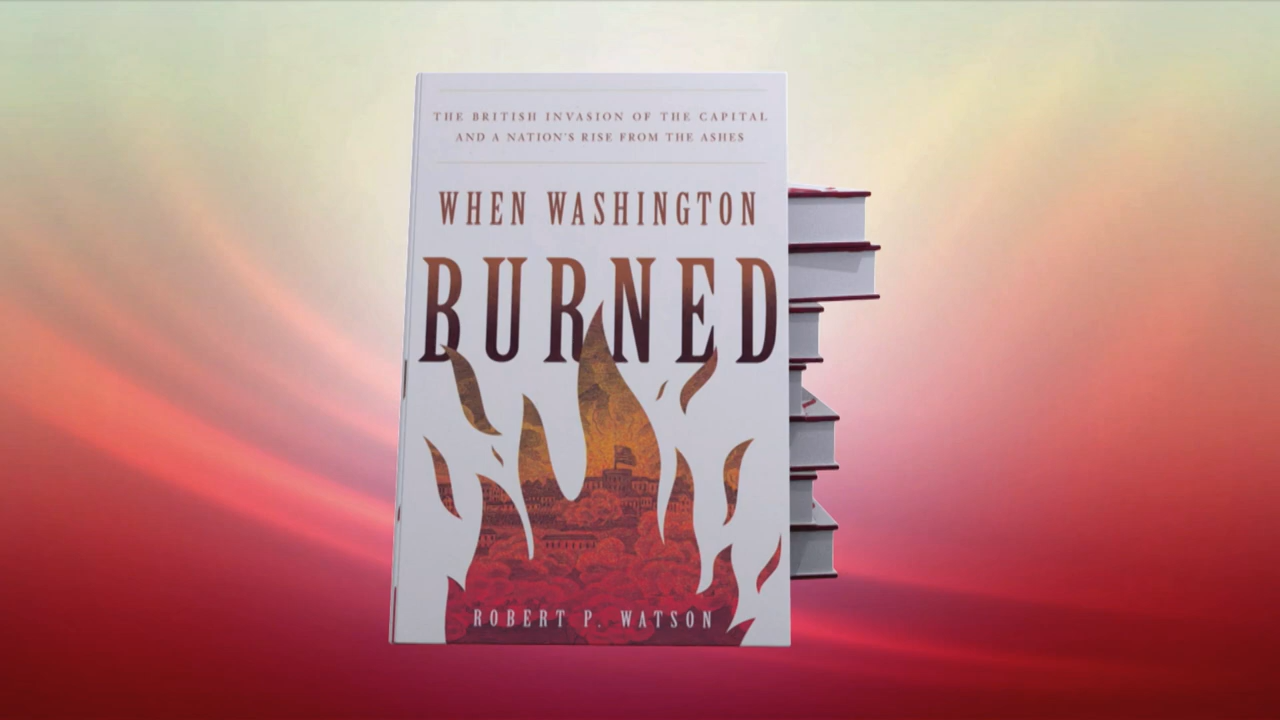 THE BRITISH INVASION OF THE CAPITAL
AND A NATION'S RISE FROM THE ASHES
WHEN WASHINGTON
BURNED
ROBERT P. WATSON